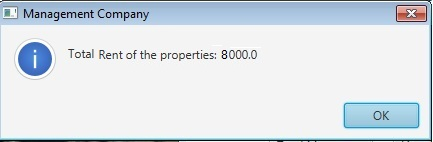 Management Company
Total Rent of the properties: 8000.0
OK